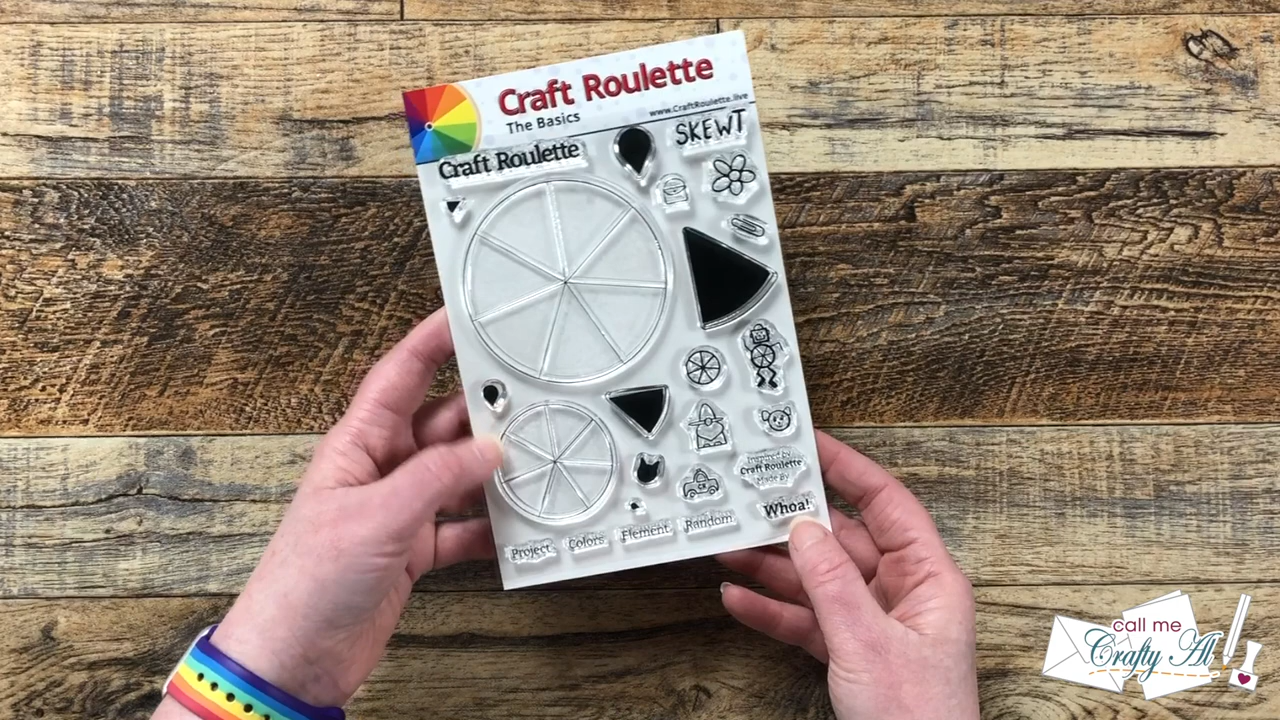 Craft Roulette
The Basics
www.CraftRoulette.live
SKEWT
Craft Roulette
Inspired by
Craft Roulette
Made By
Whoa!
Project Colors Element Random
CR
call me
Crafty Al